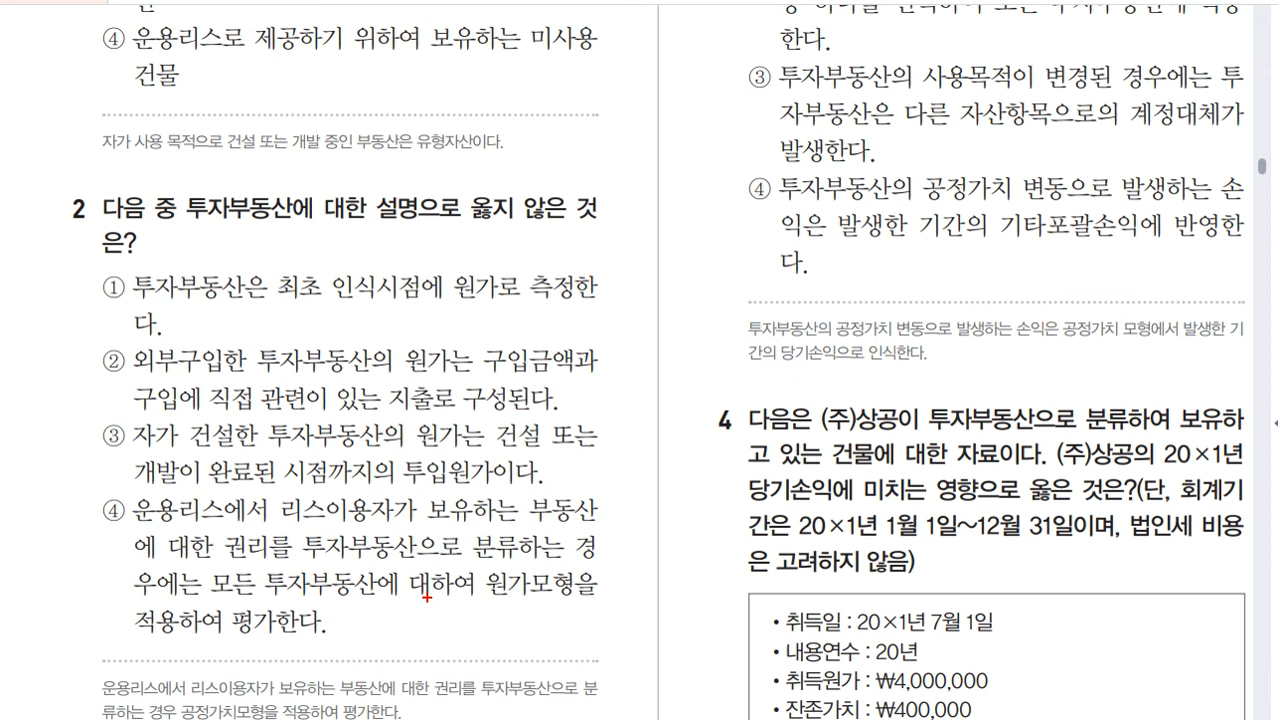 ④ 운용리스로 제공하기 위하여 보유하는 미사용
건물
자가 사용 목적으로 건설 또는 개발 중인 부동산은 유형자산이다.
2 다음 중 투자부동산에 대한 설명으로 옳지 않은 것
은?
① 투자부동산은 최초 인식시점에 원가로 측정한
다.
② 외부구입한 투자부동산의 원가는 구입금액과
구입에 직접 관련이 있는 지출로 구성된다.
③ 자가 건설한 투자부동산의 원가는 건설 또는
개발이 완료된 시점까지의 투입원가이다.
④ 운용리스에서 리스이용자가 보유하는 부동산
에 대한 권리를 투자부동산으로 분류하는 경
우에는 모든 투자부동산에 대하여 원가모형을
적용하여 평가한다.
운용리스에서 리스이용자가 보유하는 부동산에 대한 권리를 투자부동산으로 분
류하는 경우 공정가치모형을 적용하여 평가한다.
한다.
③ 투자부동산의 사용목적이 변경된 경우에는 투
자부동산은 다른 자산항목으로의 계정대체가
발생한다.
④ 투자부동산의 공정가치 변동으로 발생하는 손
익은 발생한 기간의 기타포괄손익에 반영한
다.
투자부동산의 공정가치 변동으로 발생하는 손익은 공정가치 모형에서 발생한 기
간의 당기손익으로 인식한다.
4 다음은 (주)상공이 투자부동산으로 분류하여 보유하
고 있는 건물에 대한 자료이다. (주)상공의 20×1년
당기손익에 미치는 영향으로 옳은 것은?(단, 회계기
간은 20×1년 1월 1일~12월 31일이며, 법인세 비용
은 고려하지 않음)
• 취득일 : 20×1년 7월 1일
• 내용연수 : 20년
• 취득원가 : ₩4,000,000
• 잔존가치 : ₩400,000